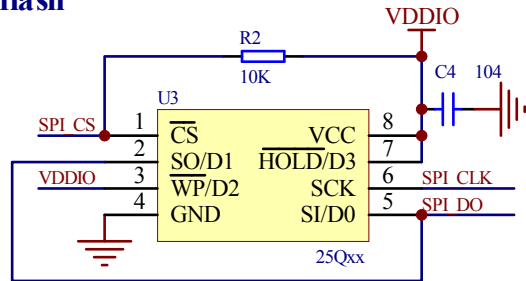 flash
VDDIO
R2
10K
C4 104
U3
SPI_CS 1 CS VCC 8
2 SO/D1 HOLD/D3 7
VDDIO 3 WP/D2 SCK 6 SPI_CLK
4 GND SI/D0 5 SPI_DO
25Qxx